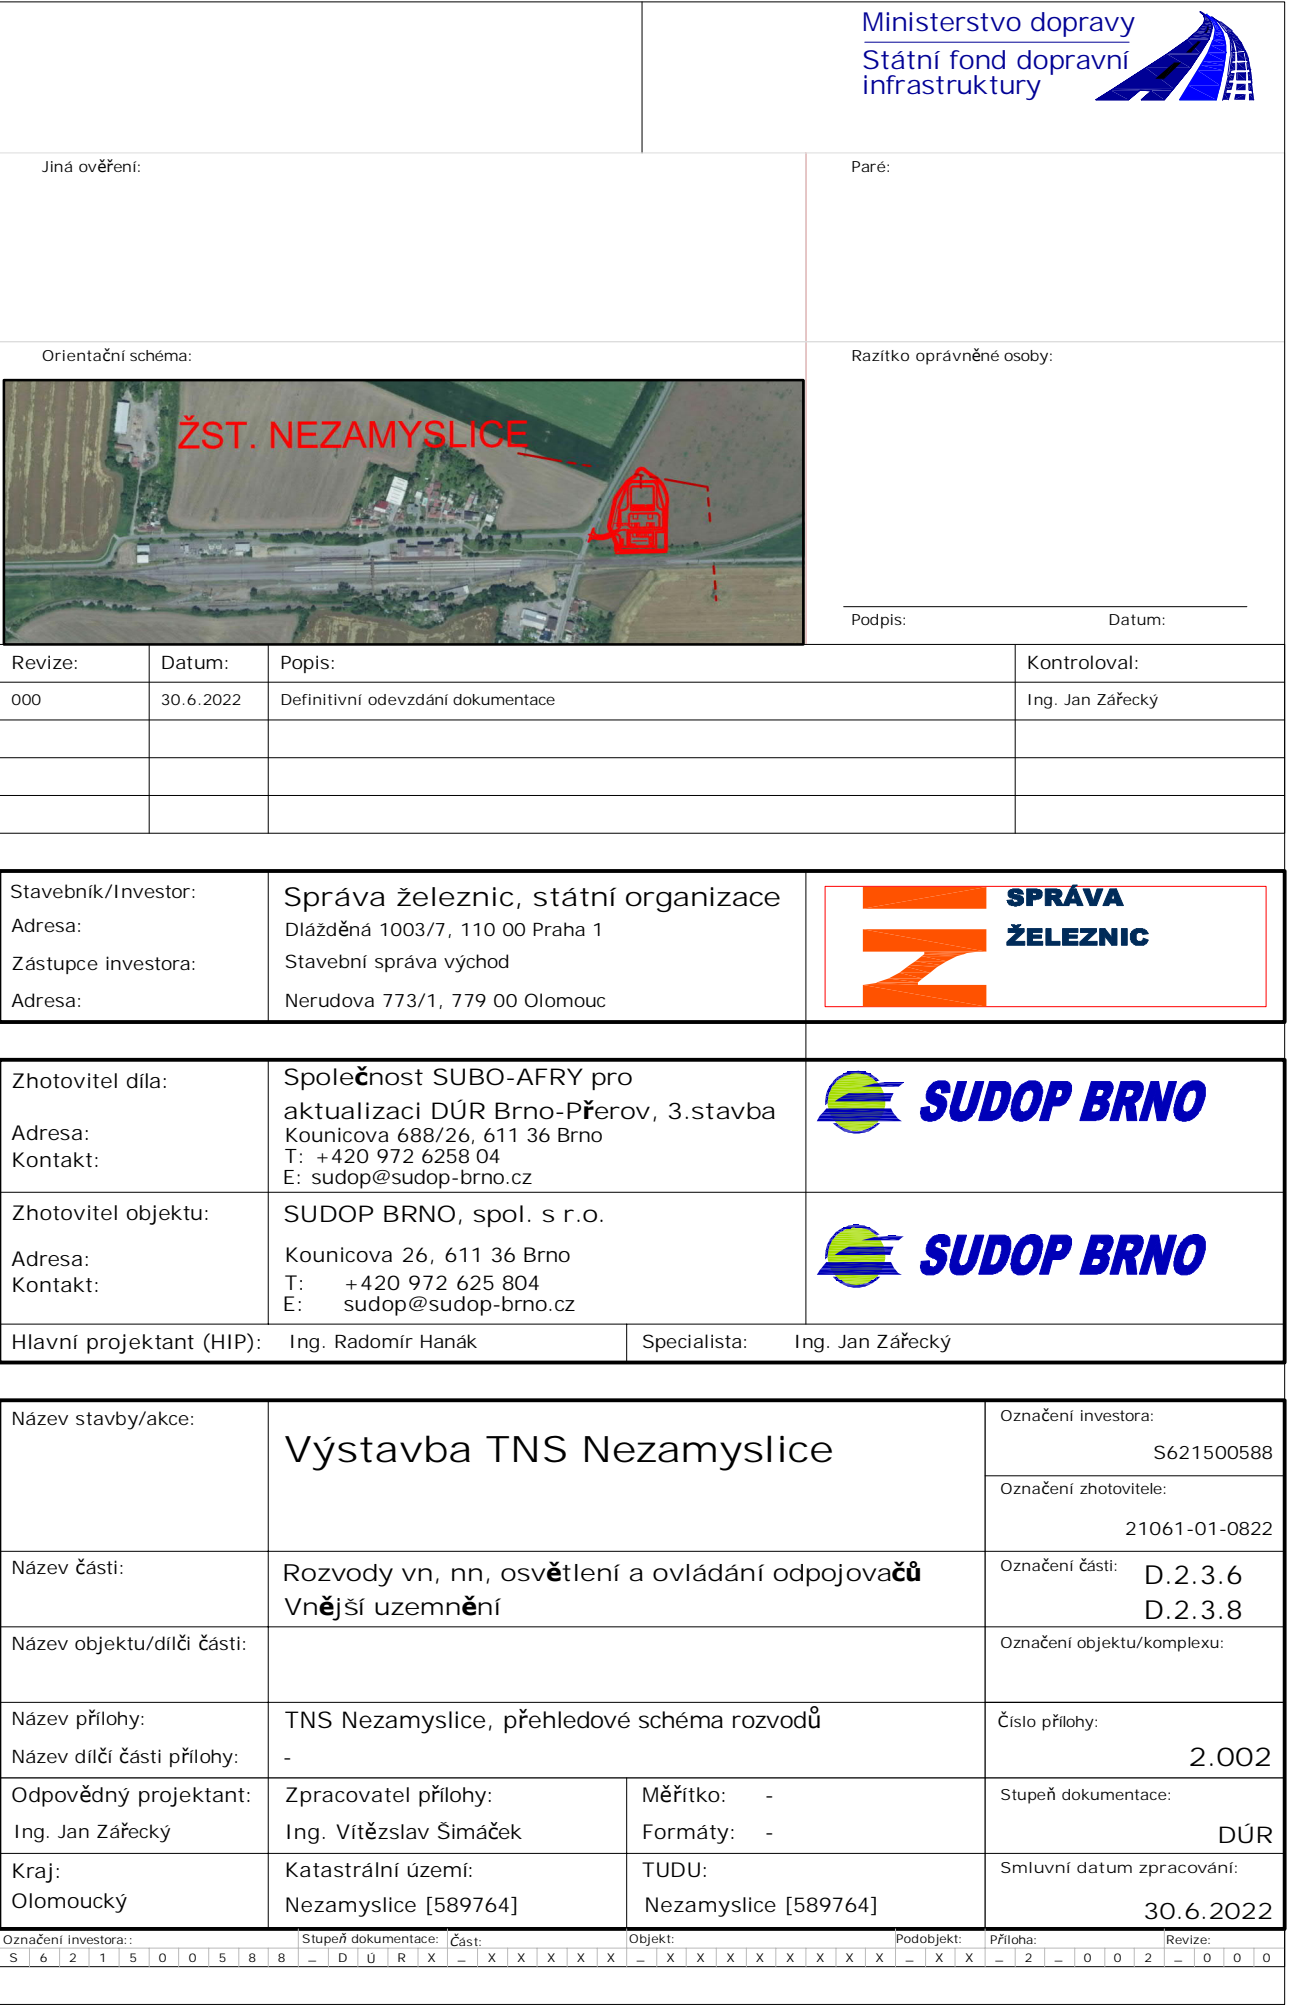 Ministerstvo dopravy
Státní fond dopravní
infrastruktury
Jiná ověření:
Paré:
Orientační schéma:
Razítko oprávněné osoby:
ŽST. NEZAMYSLICE
Podpis: Datum:
Revize: Datum: Popis: Kontroloval:
000 30.6.2022 Definitivní odevzdání dokumentace Ing. Jan Zářecký
Stavebník/Investor: Správa železnic, státní organizace
Adresa: Dlážděná 1003/7, 110 00 Praha 1
Zástupce investora: Stavební správa východ
Adresa: Nerudova 773/1, 779 00 Olomouc
SPRÁVA
ŽELEZNIC
Zhotovitel díla: Společnost SUBO-AFRY pro
aktualizaci DÚR Brno-Přerov, 3.stavba
Adresa: Kounicova 688/26, 611 36 Brno
Kontakt: T: +420 972 6258 04
E: sudop@sudop-brno.cz
SUDOP BRNO
Zhotovitel objektu: SUDOP BRNO, spol. s r.o.
Adresa: Kounicova 26, 611 36 Brno
Kontakt: T: +420 972 625 804
E: sudop@sudop-brno.cz
SUDOP BRNO
Hlavní projektant (HIP): Ing. Radomír Hanák Specialista: Ing. Jan Zářecký
Název stavby/akce: Výstavba TNS Nezamyslice
Označení investora:
S621500588
Označení zhotovitele:
21061-01-0822
Název části: Rozvody vn, nn, osvětlení a ovládání odpojovačů
Vnější uzemnění
Označení části: D.2.3.6
D.2.3.8
Název objektu/dílči části:
Označení objektu/komplexu:
Název přílohy: TNS Nezamyslice, přehledové schéma rozvodů
Číslo přílohy:
Název dílčí části přílohy: -
2.002
Odpovědný projektant: Zpracovatel přílohy: Měřítko: - Stupeň dokumentace:
Ing. Jan Zářecký Ing. Vítězslav Šimáček Formáty: - DÚR
Kraj: Katastrální území: TUDU: Smluvní datum zpracování:
Olomoucký Nezamyslice [589764] Nezamyslice [589764] 30.6.2022
Označení investora:: Stupeň dokumentace: Část: Objekt: Podobjekt: Příloha: Revize:
S 6 2 1 5 0 0 5 8 8 _ D Ú R X _ X X X X X _ X X X X X X X X _ X X _ 2 _ 0 0 2 _ 0 0 0